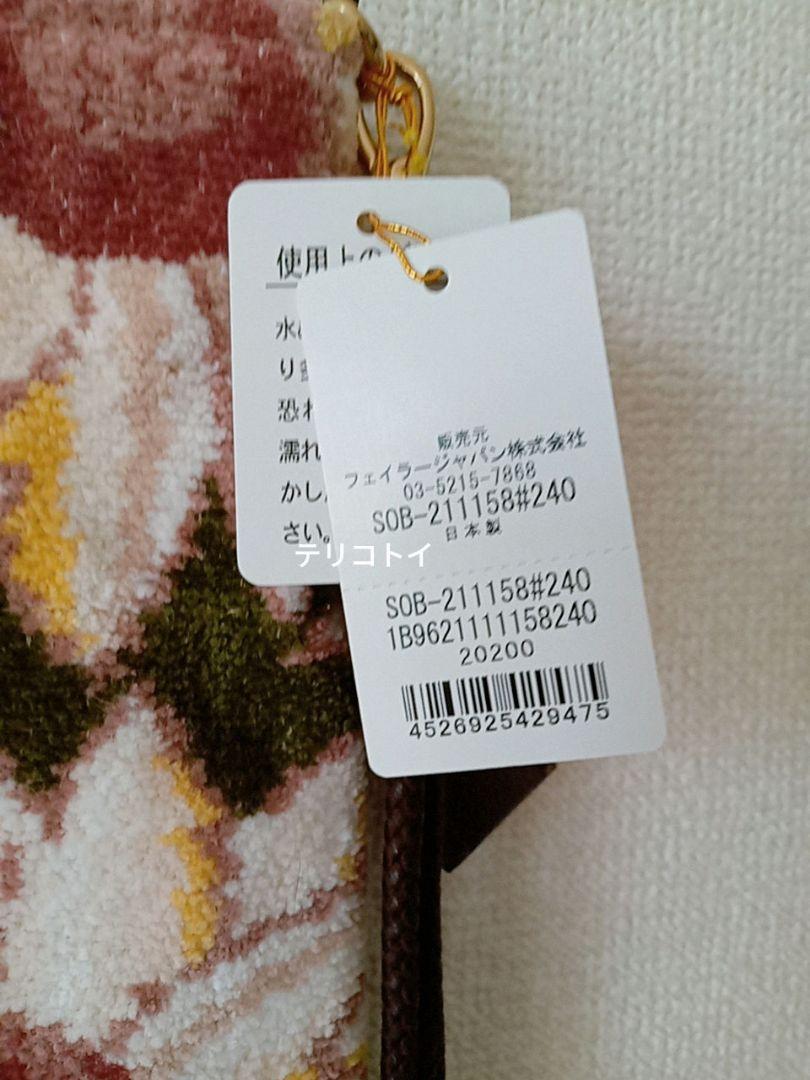 使用上の
水
り
恐れ
濡れ
かし
さい。
販売元
フェイラージャパン株式会社
03-5215-7868
SOB-211158#240
日本製
テリコトイ
SOB-211158#240
1B9621111158240
20200
4526925429475